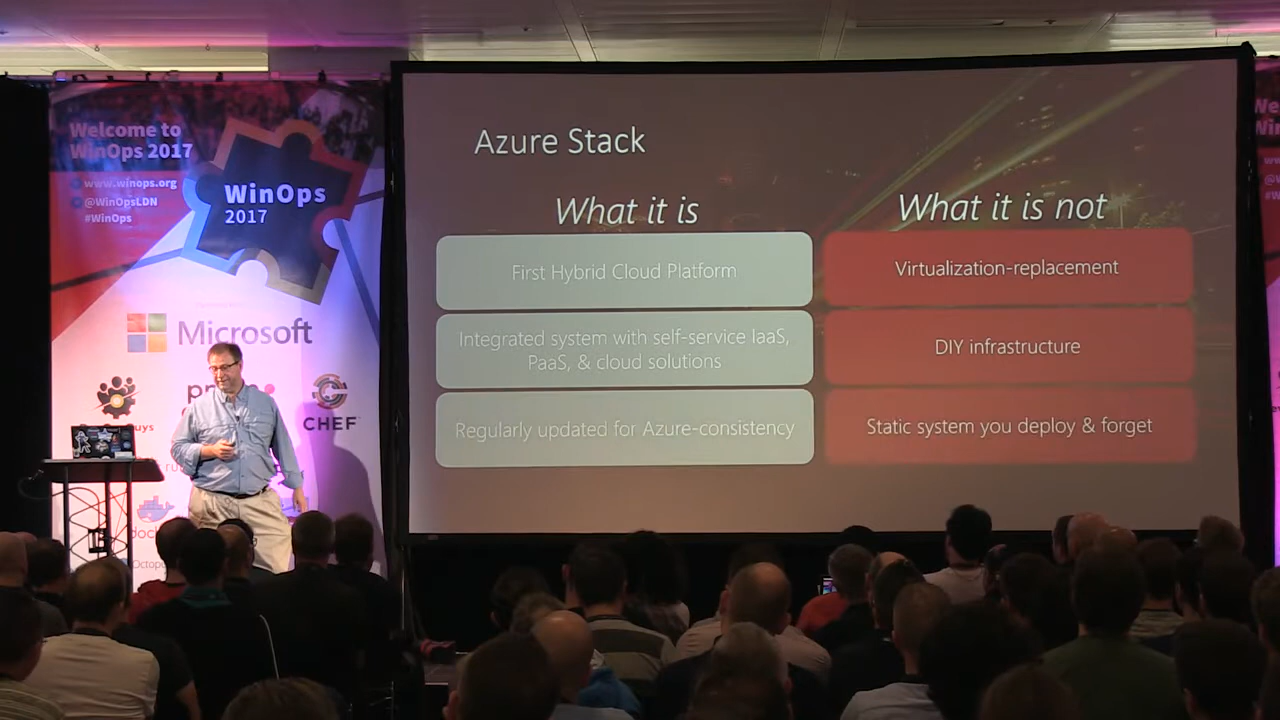 Welcome to
WinOps 2017
www.winops.org
@WinOpsLDN
#WinOps
WinOps
2017
Microsoft
CHEF
Azure Stack
What it is
What it is not
First Hybrid Cloud Platform
Virtualization-replacement
Integrated system with self-service IaaS,
PaaS, & cloud solutions
DIY infrastructure
Regularly updated for Azure-consistency
Static system you deploy & forget